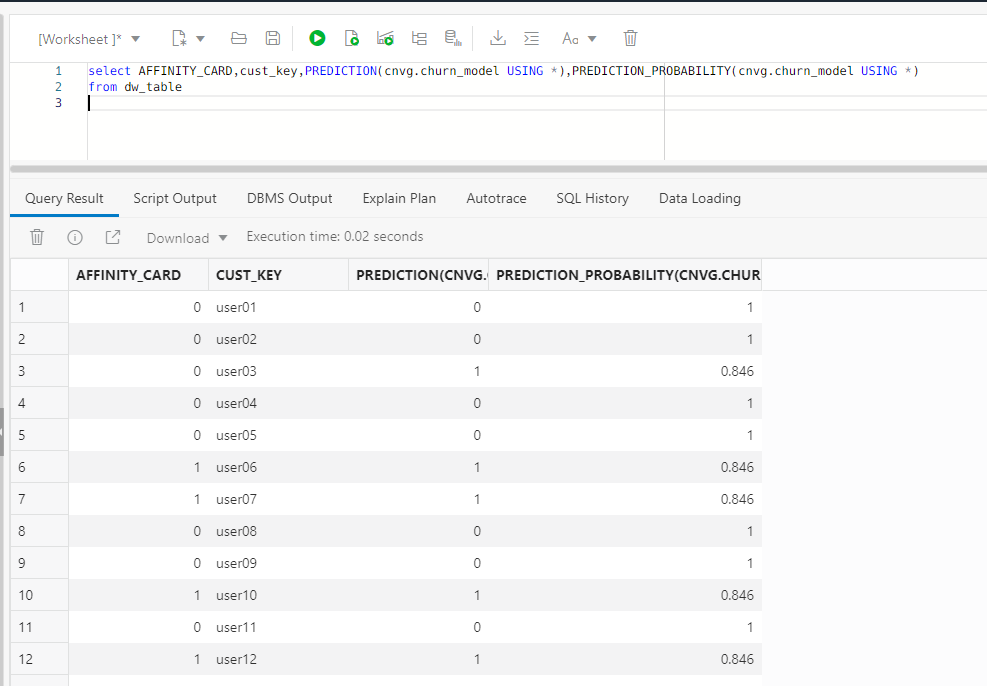 [Worksheet ]*
Aa
1 select AFFINITY_CARD,cust_key,PREDICTION(cnvg.churn_model USING *),PREDICTION_PROBABILITY(cnvg.churn_model USING *)
2 from dw_table
3
Query Result Script Output DBMS Output Explain Plan Autotrace SQL History Data Loading
Download Execution time: 0.02 seconds
AFFINITY_CARD CUST_KEY PREDICTION(CNVG. PREDICTION_PROBABILITY(CNVG.CHUR
1 0 user01 0 1
2 0 user02 0 1
3 0 user03 1 0.846
4 0 user04 0 1
5 0 user05 0 1
6 1 user06 1 0.846
7 1 user07 1 0.846
8 0 user08 0 1
9 0 user09 0 1
10 1 user10 1 0.846
11 0 user11 0 1
12 1 user12 1 0.846